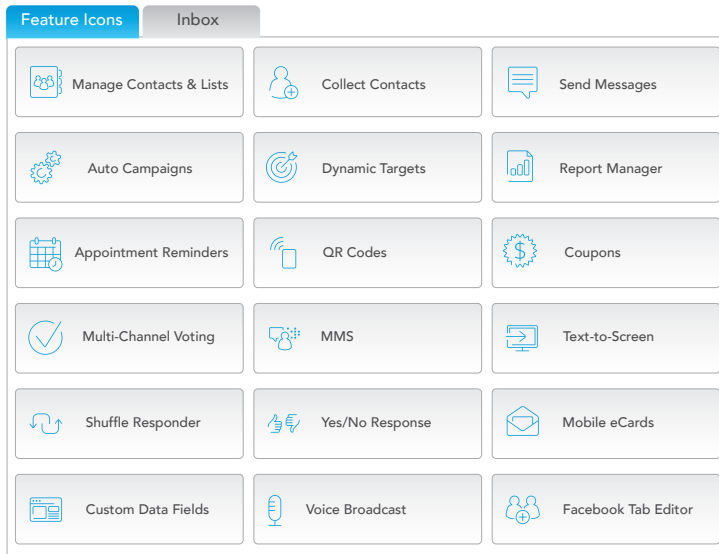 Feature Icons
Inbox
Manage Contacts & Lists
Collect Contacts
Send Messages
Auto Campaigns
Dynamic Targets
Report Manager
Appointment Reminders
QR Codes
$
Coupons
Multi-Channel Voting
MMS
Text-to-Screen
Shuffle Responder
Yes/No Response
Mobile eCards
Custom Data Fields
Voice Broadcast
Facebook Tab Editor